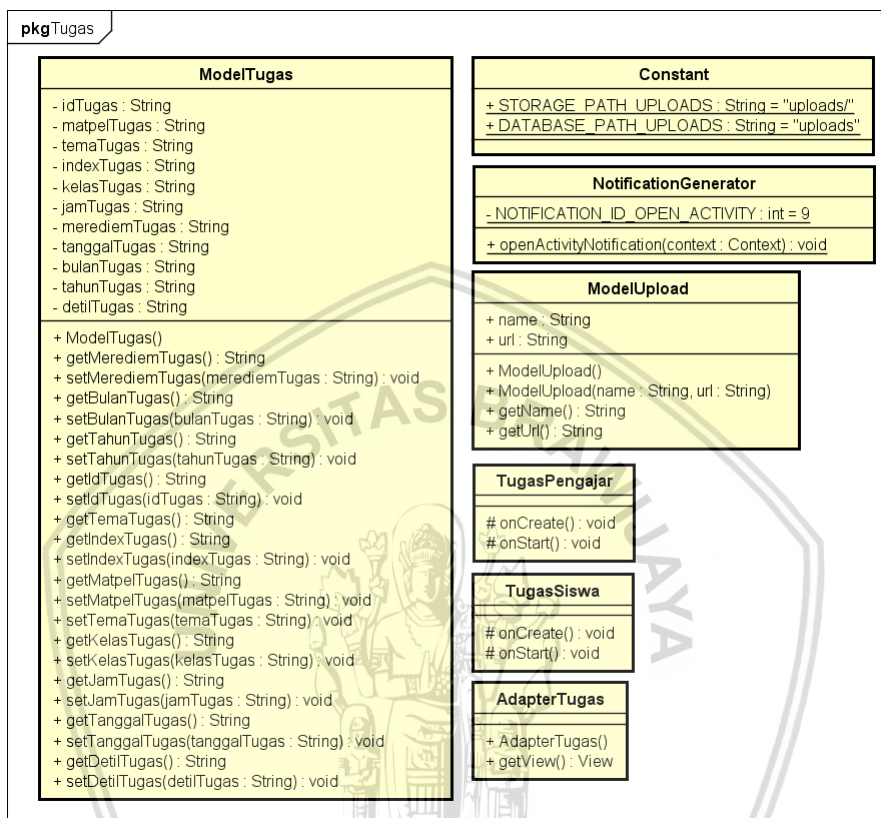 pkgTugas
ModelTugas
- idTugas : String
- matpelTugas : String
- temaTugas : String
- indexTugas : String
- kelasTugas : String
- jamTugas : String
- merediemTugas : String
- tanggalTugas : String
- bulanTugas : String
- tahunTugas : String
- detilTugas : String
+ ModelTugas()
+ getMerediemTugas() : String
+ setMerediemTugas(merediemTugas : String) : void
+ getBulanTugas() : String
+ setBulanTugas(bulanTugas : String) : void
+ getTahunTugas() : String
+ setTahunTugas(tahunTugas : String) : void
+ getIdTugas() : String
+ setIdTugas(idTugas : String) : void
+ getTemaTugas() : String
+ getIndexTugas() : String
+ setIndexTugas(indexTugas : String) : void
+ getMatpelTugas() : String
+ setMatpelTugas(matpelTugas : String) : void
+ setTemaTugas(temaTugas : String) : void
+ getKelasTugas() : String
+ setKelasTugas(kelasTugas : String) : void
+ getJamTugas() : String
+ setJamTugas(jamTugas : String) : void
+ getTanggalTugas() : String
+ setTanggalTugas(tanggalTugas : String) : void
+ getDetilTugas() : String
+ setDetilTugas(detilTugas : String) : void
Constant
+ STORAGE_PATH_UPLOADS : String = "uploads/"
+ DATABASE_PATH_UPLOADS : String = "uploads"
NotificationGenerator
- NOTIFICATION_ID_OPEN_ACTIVITY : int = 9
+ openActivityNotification(context : Context) : void
ModelUpload
+ name : String
+ url : String
+ ModelUpload()
+ ModelUpload(name : String, url : String)
+ getName() : String
+ getUrl() : String
TugasPengajar
# onCreate() : void
# onStart() : void
TugasSiswa
# onCreate() : void
# onStart() : void
AdapterTugas
+ AdapterTugas()
+ getView() : View
UNIVERSITAS BRAWIJAYA